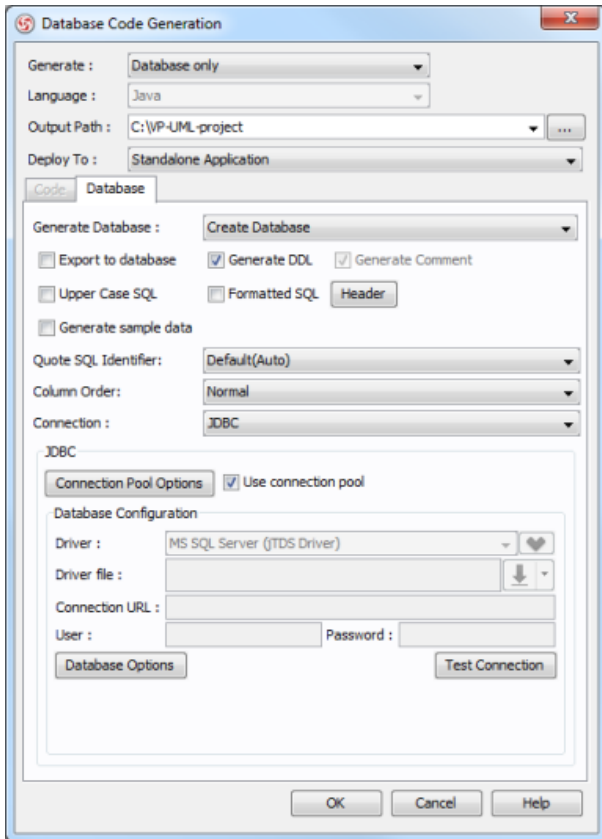 Database Code Generation
Generate : Database only
Language : Java
Output Path : C:\VP-UML-project ...
Deploy To : Standalone Application
Code Database
Generate Database : Create Database
Export to database Generate DDL Generate Comment
Upper Case SQL Formatted SQL Header
Generate sample data
Quote SQL Identifier: Default(Auto)
Column Order: Normal
Connection : JDBC
JDBC
Connection Pool Options Use connection pool
Database Configuration
Driver : MS SQL Server (jTDS Driver)
Driver file :
Connection URL :
User : Password :
Database Options Test Connection
OK Cancel Help